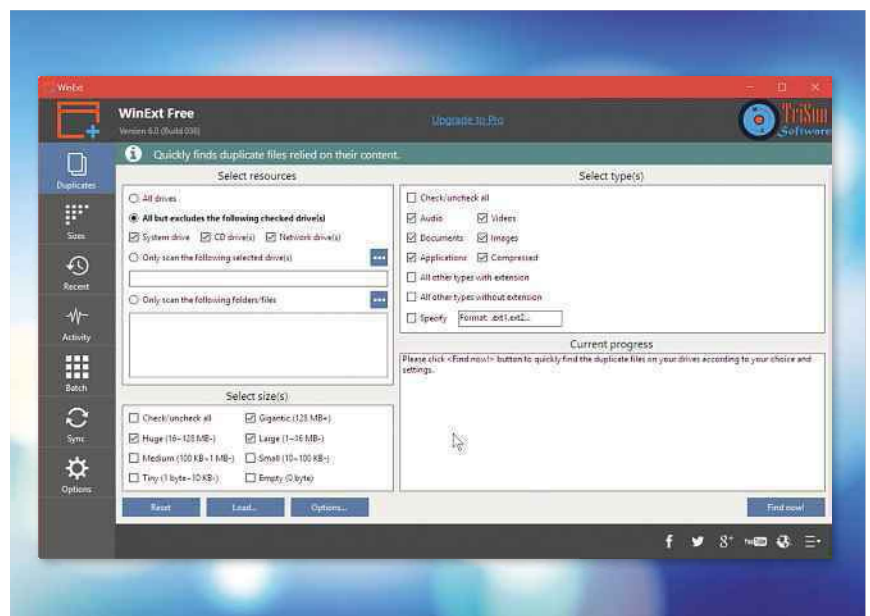 WinExt
WinExt Free
Version 6.0 (Build 038)
Upgrade to Pro
TriSun
Software
Quickly finds duplicate files relied on their content.
Duplicates
Sizes
Recent
Activity
Batch
Sync
Options
Select resources
All drives
All but excludes the following checked drive(s)
System drive CD drive(s) Network drive(s)
Only scan the following selected drive(s)
Only scan the following folders/files
Select size(s)
Check/uncheck all Gigantic (128 MB+)
Huge (16~128 MB-) Large (1~16 MB-)
Medium (100 KB~1 MB-) Small (10~100 KB-)
Tiny (1 byte~10 KB-) Empty (0 byte)
Reset Load... Options...
Select type(s)
Check/uncheck all
Audio Videos
Documents Images
Applications Compressed
All other types with extension
All other types without extension
Specify Format: .ext1.ext2...
Current progress
Please click <Find now!> button to quickly find the duplicate files on your drives according to your choice and
settings.
Find now!